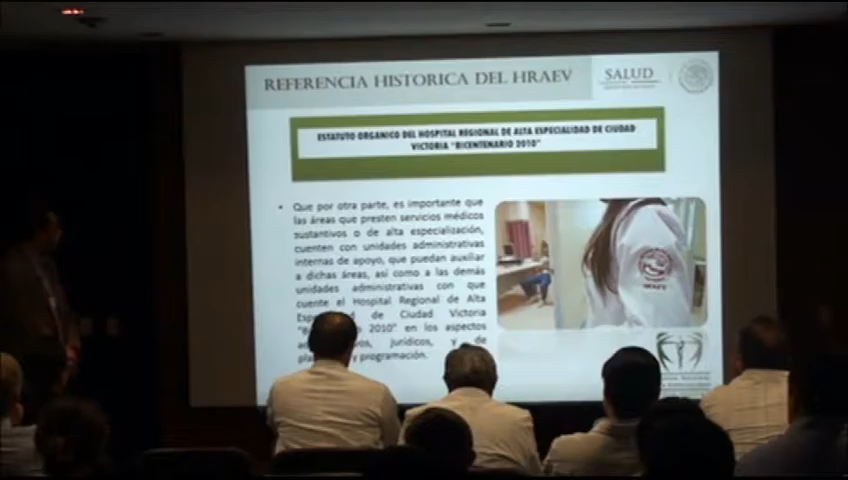 REFERENCIA HISTORICA DEL HRAEV
SALUD
ESTATUTO ORGANICO DEL HOSPITAL REGIONAL DE ALTA ESPECIALIDAD DE CIUDAD
VICTORIA "BICENTENARIO 2010"
• Que por otra parte, es importante que
las áreas que presten servicios médicos
sustantivos o de alta especialización,
cuenten con unidades administrativas
internas de apoyo, que puedan auxiliar
a dichas áreas, así como a las demás
unidades administrativas con que
cuente el Hospital Regional de Alta
de Ciudad Victoria
2010" en los aspectos
jurídicos, y de
y programación.
HRAEV